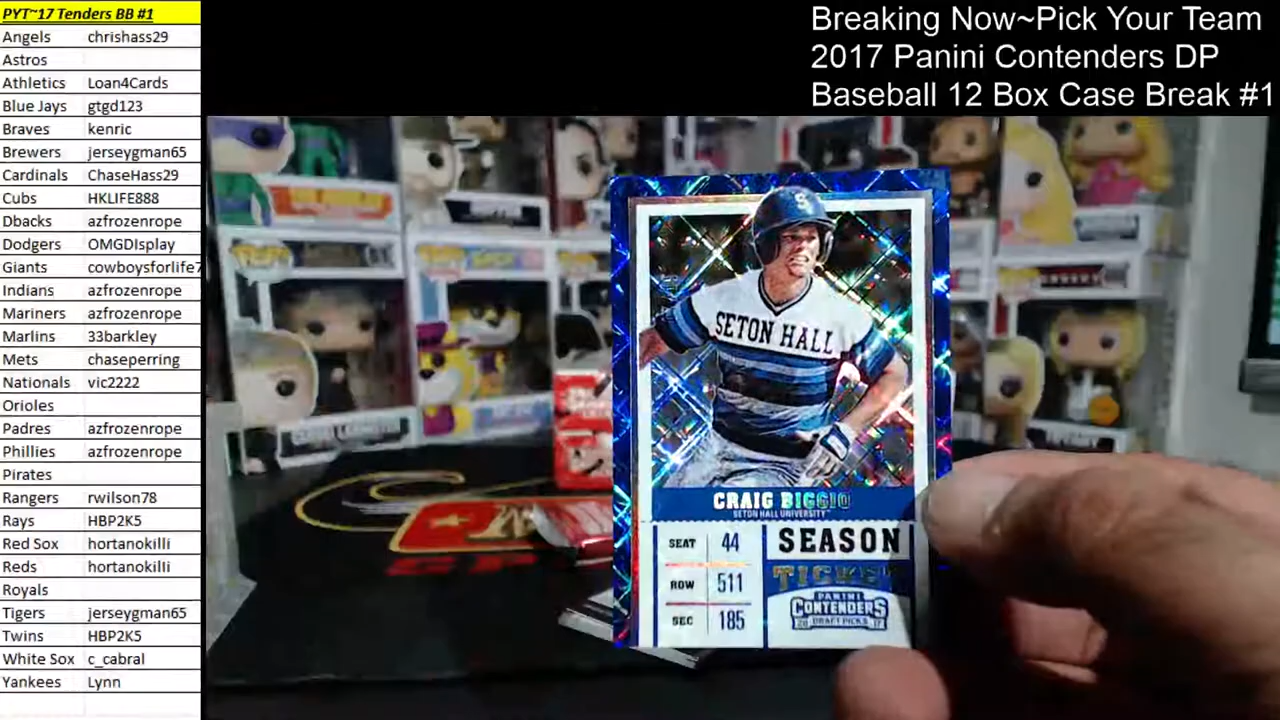 PYT~17 Tenders BB #1
Angels chrishass29
Astros
Athletics Loan4Cards
Blue Jays gtgd123
Braves kenric
Brewers jerseygman65
Cardinals ChaseHass29
Cubs HKLIFE888
Dbacks azfrozenrope
Dodgers OMGDIsplay
Giants cowboysforlife7
Indians azfrozenrope
Mariners azfrozenrope
Marlins 33barkley
Mets chaseperring
Nationals vic2222
Orioles
Padres azfrozenrope
Phillies azfrozenrope
Pirates
Rangers rwilson78
Rays HBP2K5
Red Sox hortanokilli
Reds hortanokilli
Royals
Tigers jerseygman65
Twins HBP2K5
White Sox c_cabral
Yankees Lynn
Breaking Now~Pick Your Team
2017 Panini Contenders DP
Baseball 12 Box Case Break #1
S
SETON HALL
CRAIG BIGGIO
SETON HALL UNIVERSITY
SEAT 44
ROW 511
SEC 185
SEASON
TICKET
PANINI
CONTENDERS
20 DRAFT PICKS 17